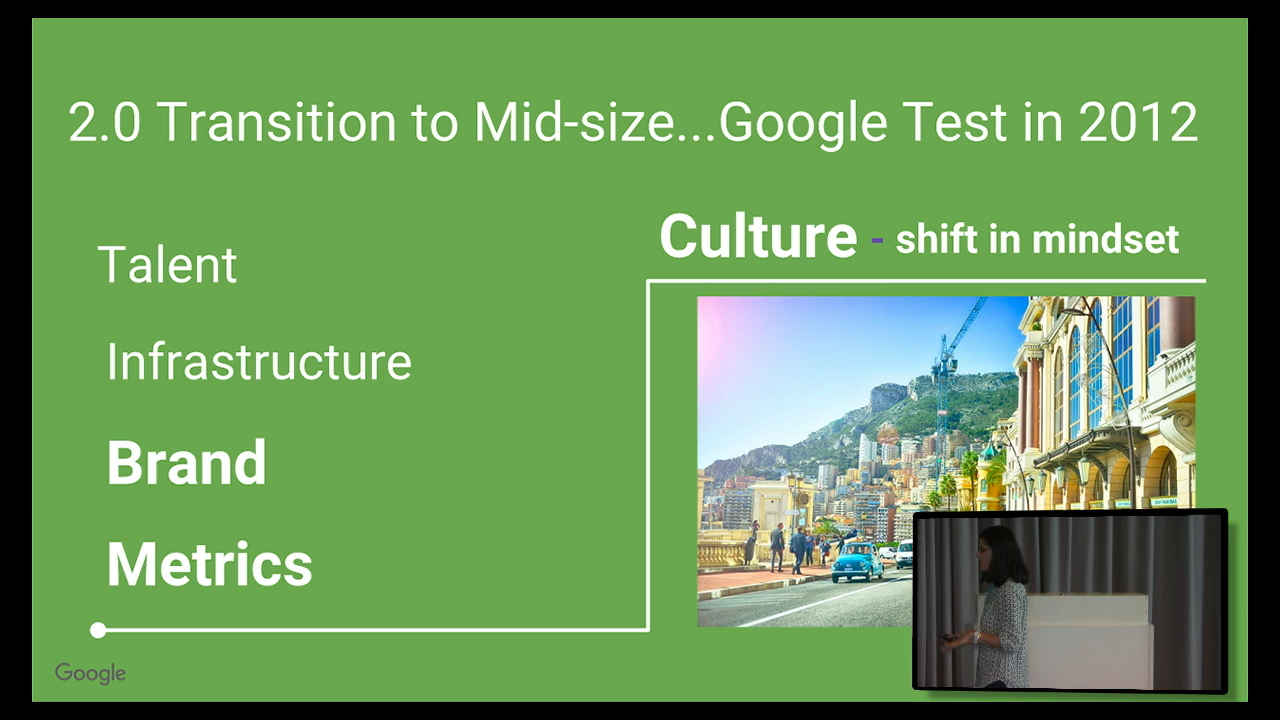 2.0 Transition to Mid-size...Google Test in 2012
Culture - shift in mindset
Talent
Infrastructure
Brand
Metrics
Google